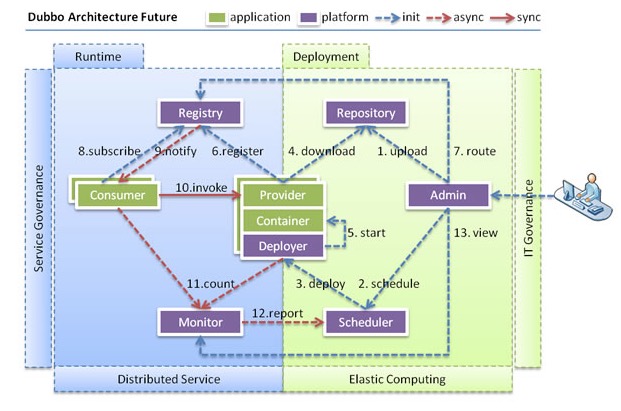 Dubbo Architecture Future
application
platform
init
async
sync
Runtime
Deployment
Service Governance
IT Governance
Registry
Repository
8.subscribe
9.notify
6.register
4. download
1. upload
7. route
Consumer
10.invoke
Provider
Container
Deployer
5. start
Admin
13. view
11.count
3. deploy
2. schedule
Monitor
12.report
Scheduler
Distributed Service
Elastic Computing